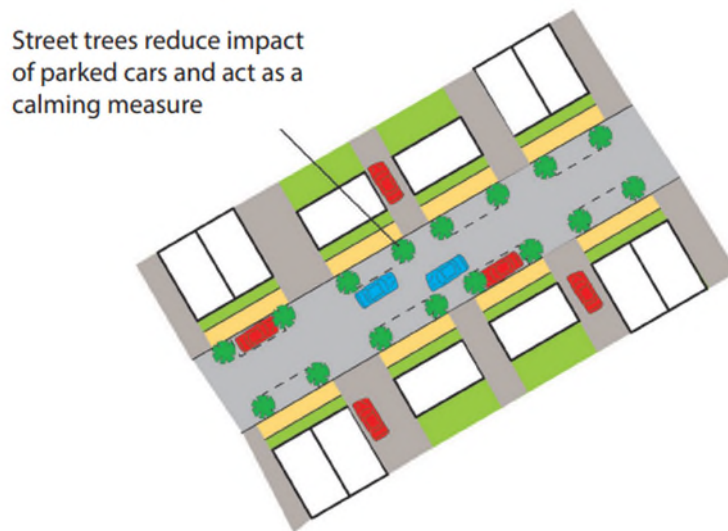 Street trees reduce impact
of parked cars and act as a
calming measure